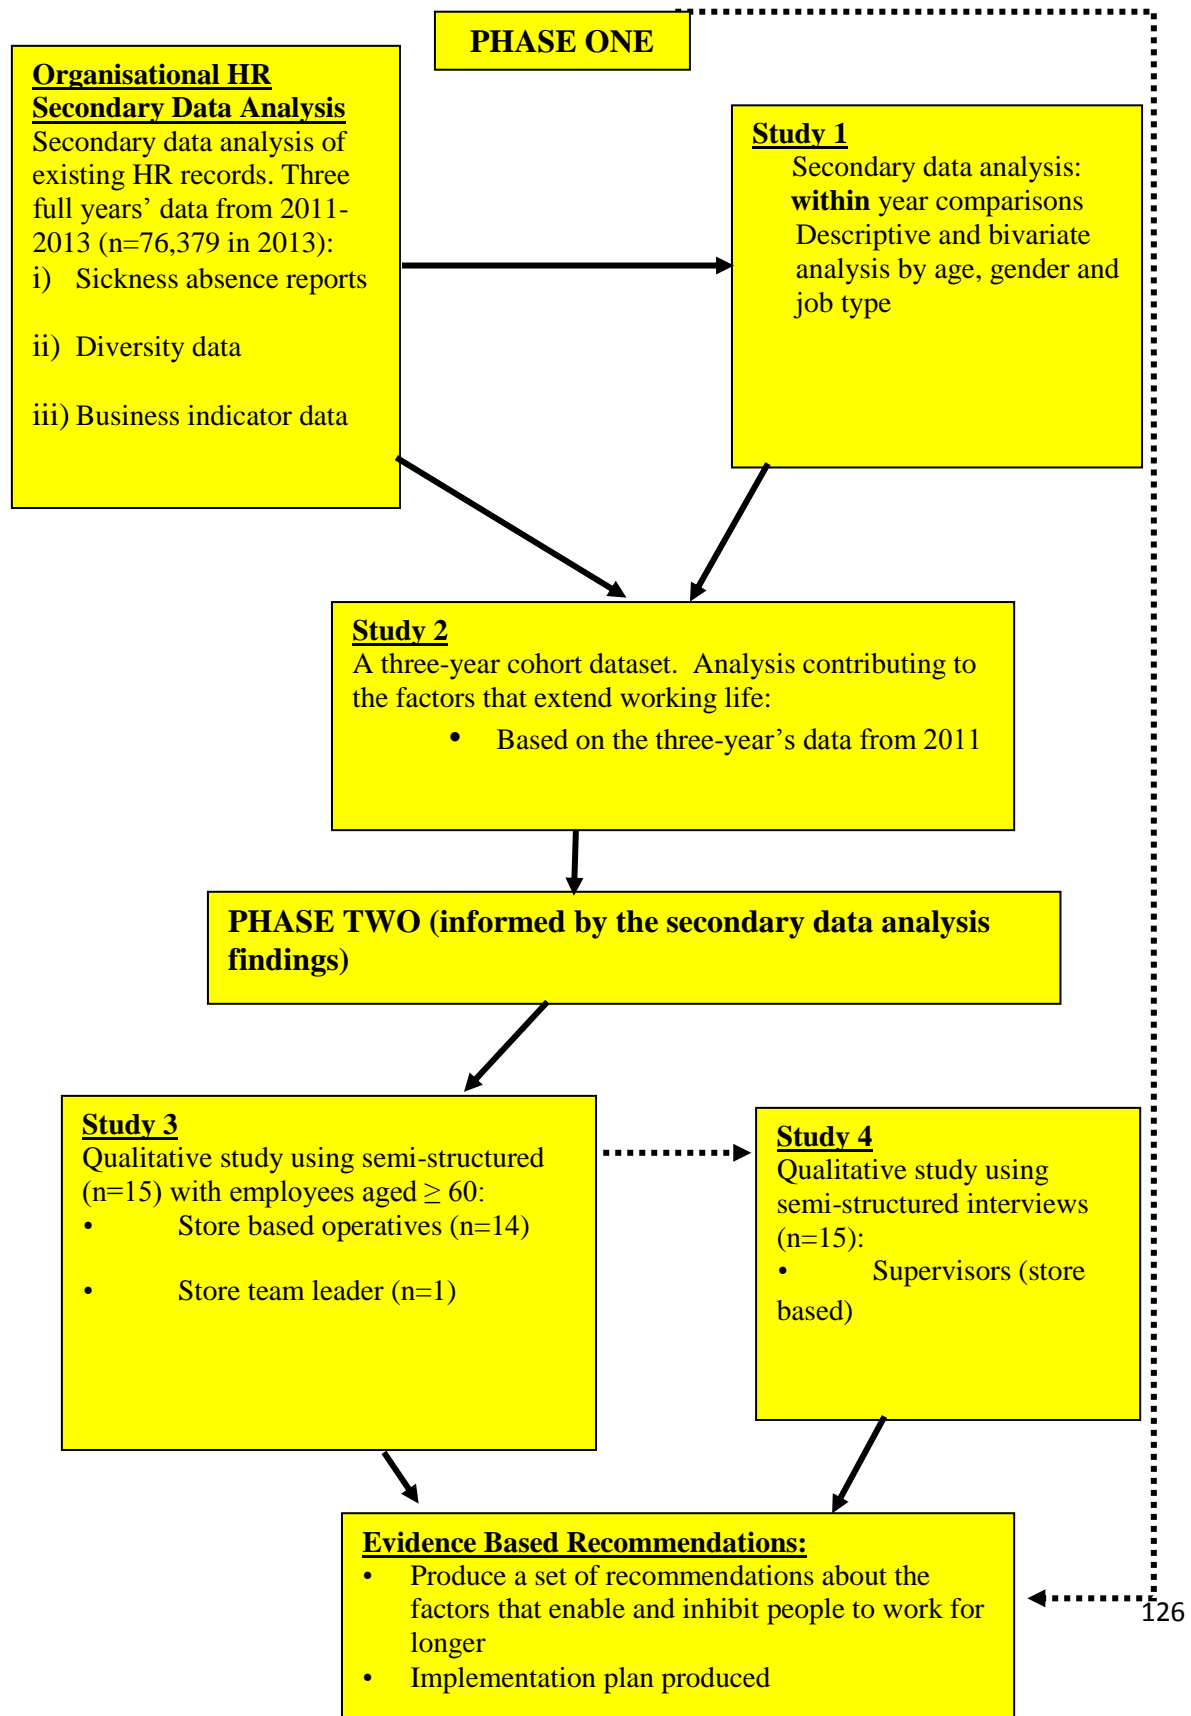 PHASE ONE
Organisational HR
Secondary Data Analysis
Secondary data analysis of
existing HR records. Three
full years’ data from 2011-
2013 (n=76,379 in 2013):
i) Sickness absence reports
ii) Diversity data
iii) Business indicator data
Study 1
Secondary data analysis:
within year comparisons
Descriptive and bivariate
analysis by age, gender and
job type
Study 2
A three-year cohort dataset. Analysis contributing to
the factors that extend working life:
• Based on the three-year’s data from 2011
PHASE TWO (informed by the secondary data analysis
findings)
Study 3
Qualitative study using semi-structured
(n=15) with employees aged ≥ 60:
• Store based operatives (n=14)
• Store team leader (n=1)
Study 4
Qualitative study using
semi-structured interviews
(n=15):
• Supervisors (store
based)
Evidence Based Recommendations:
• Produce a set of recommendations about the
factors that enable and inhibit people to work for
longer
• Implementation plan produced
126